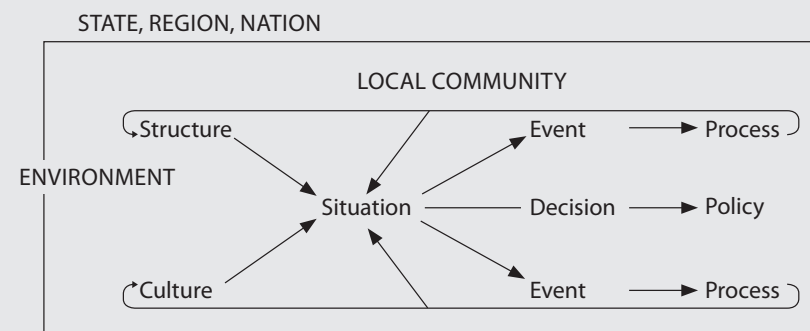 STATE, REGION, NATION
LOCAL COMMUNITY
Structure Event Process
ENVIRONMENT
Situation Decision Policy
Culture Event Process